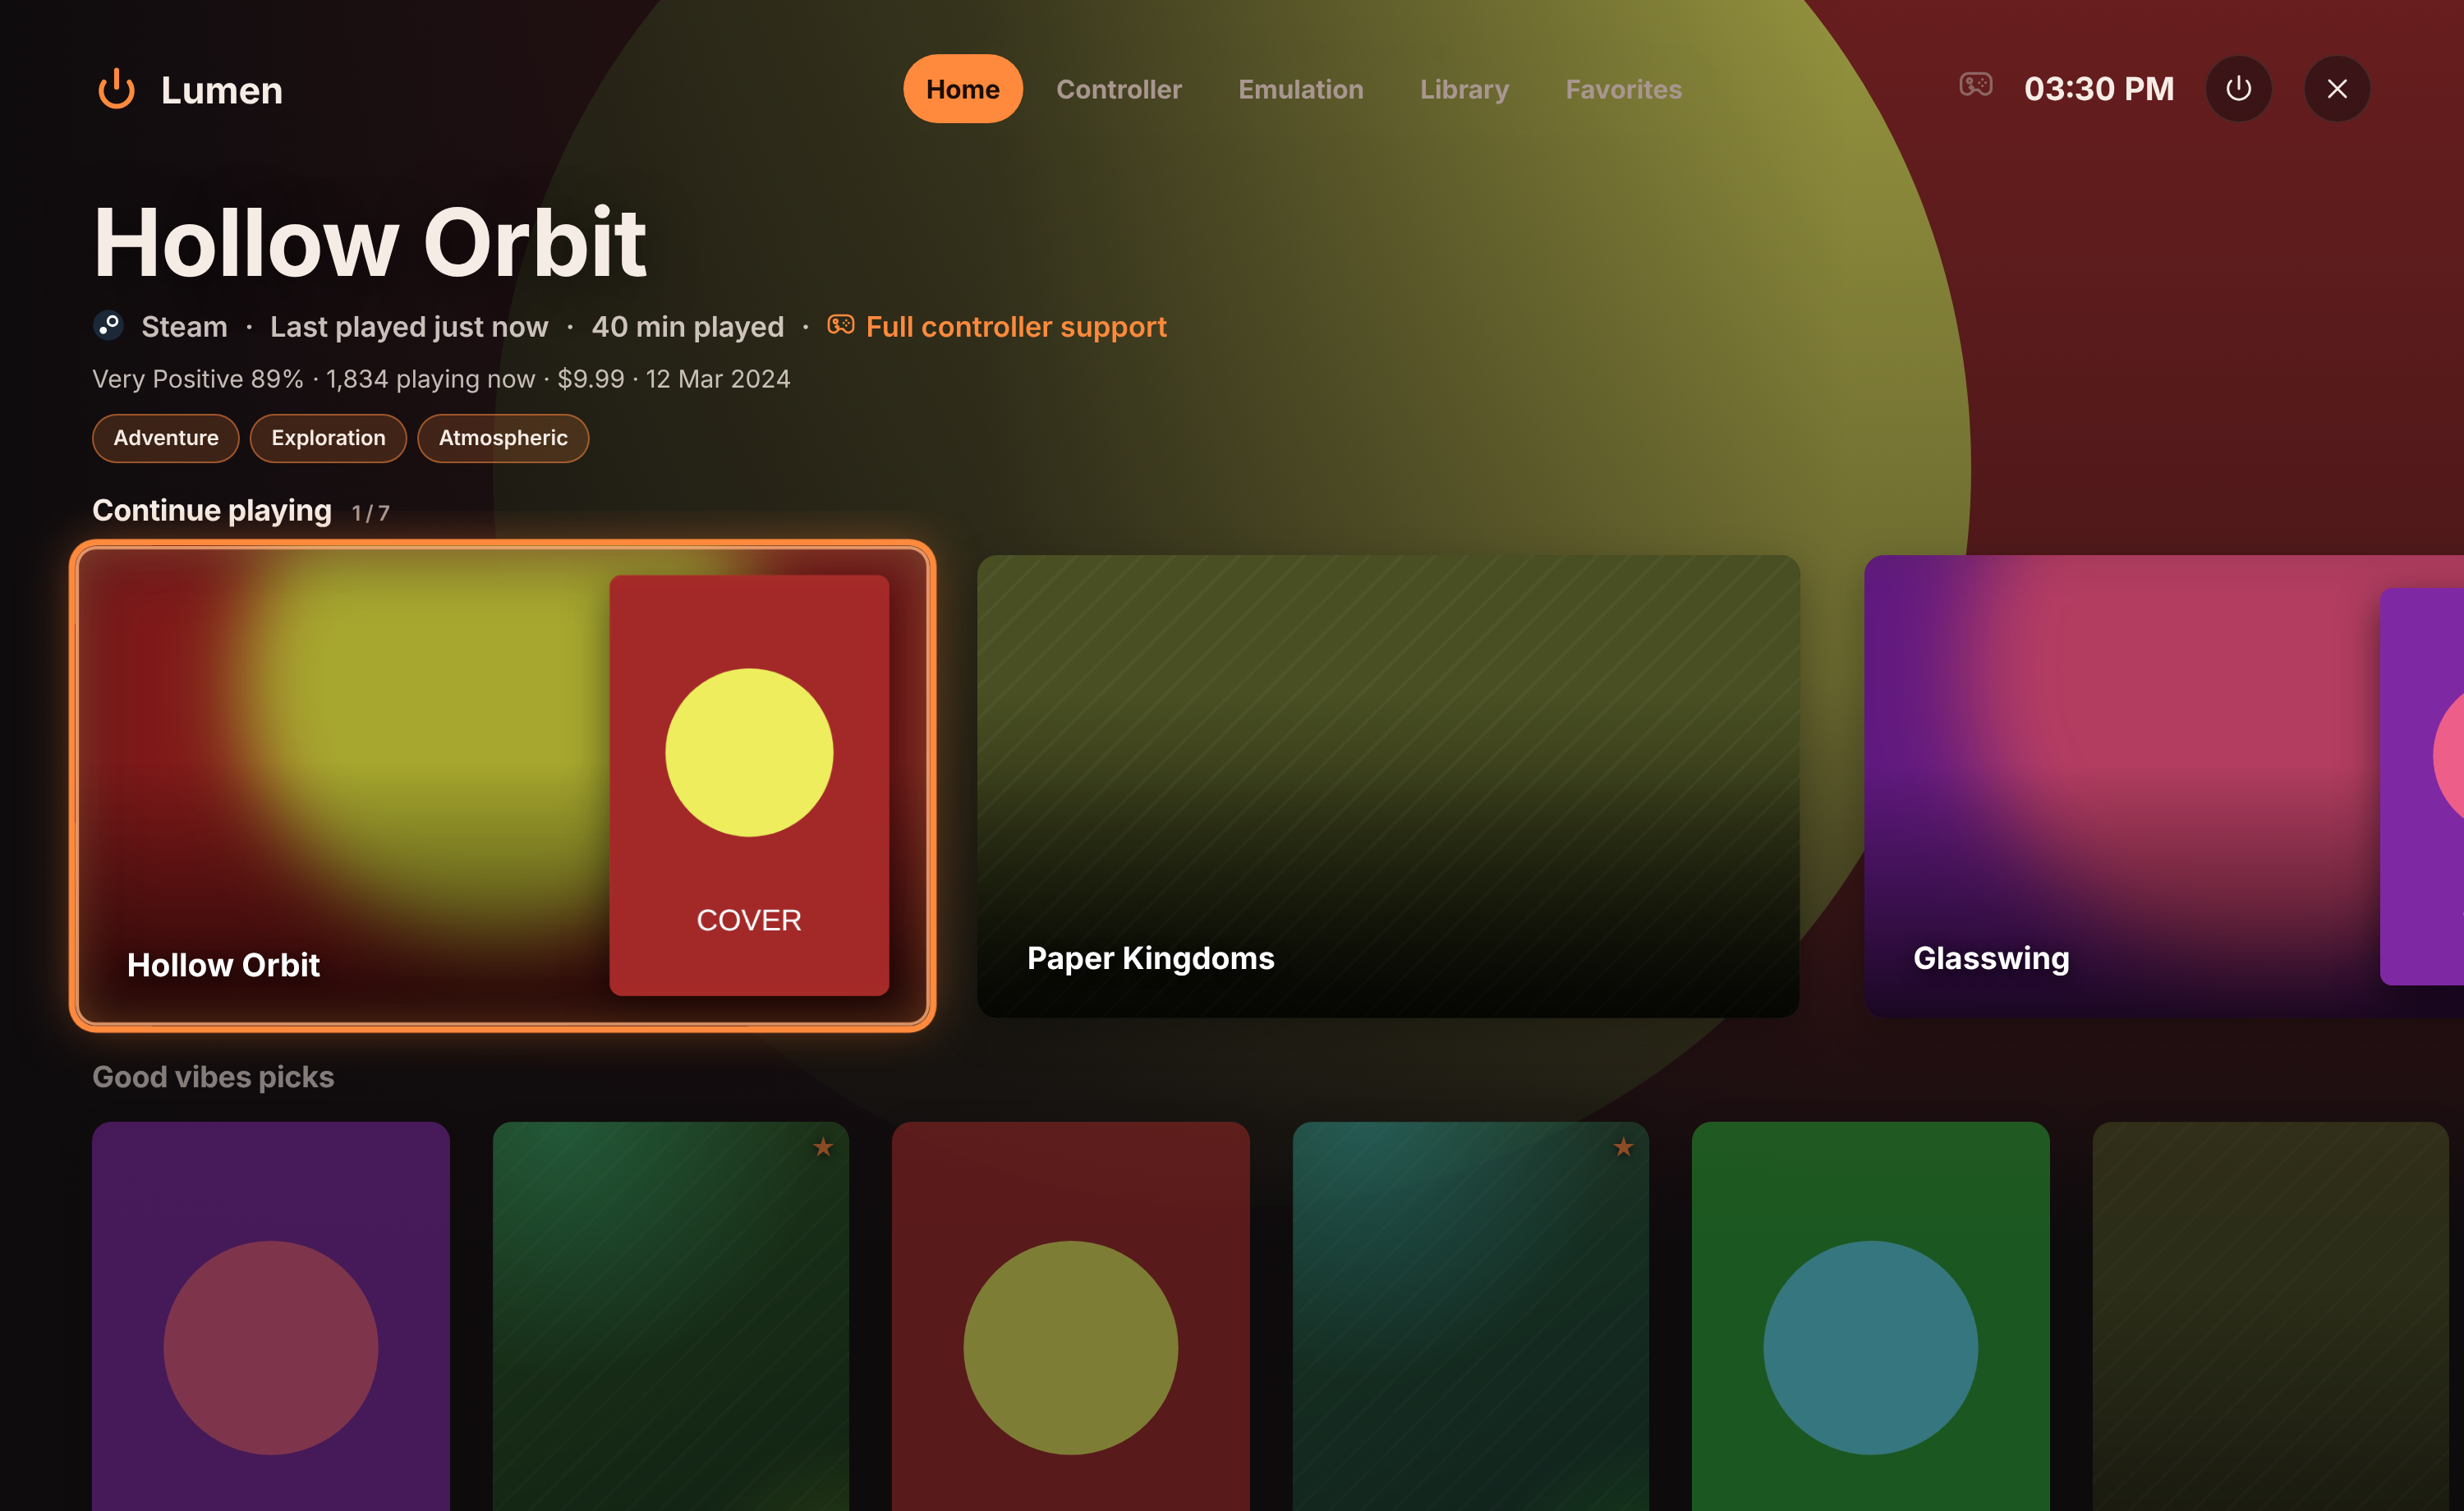 Lumen
Home Controller Emulation Library Favorites
03:30 PM
Hollow Orbit
Steam · Last played just now · 40 min played · Full controller support
Very Positive 89% · 1,834 playing now · $9.99 · 12 Mar 2024
Adventure Exploration Atmospheric
Continue playing 1 / 7
COVER
Hollow Orbit
Paper Kingdoms
Glasswing
Good vibes picks